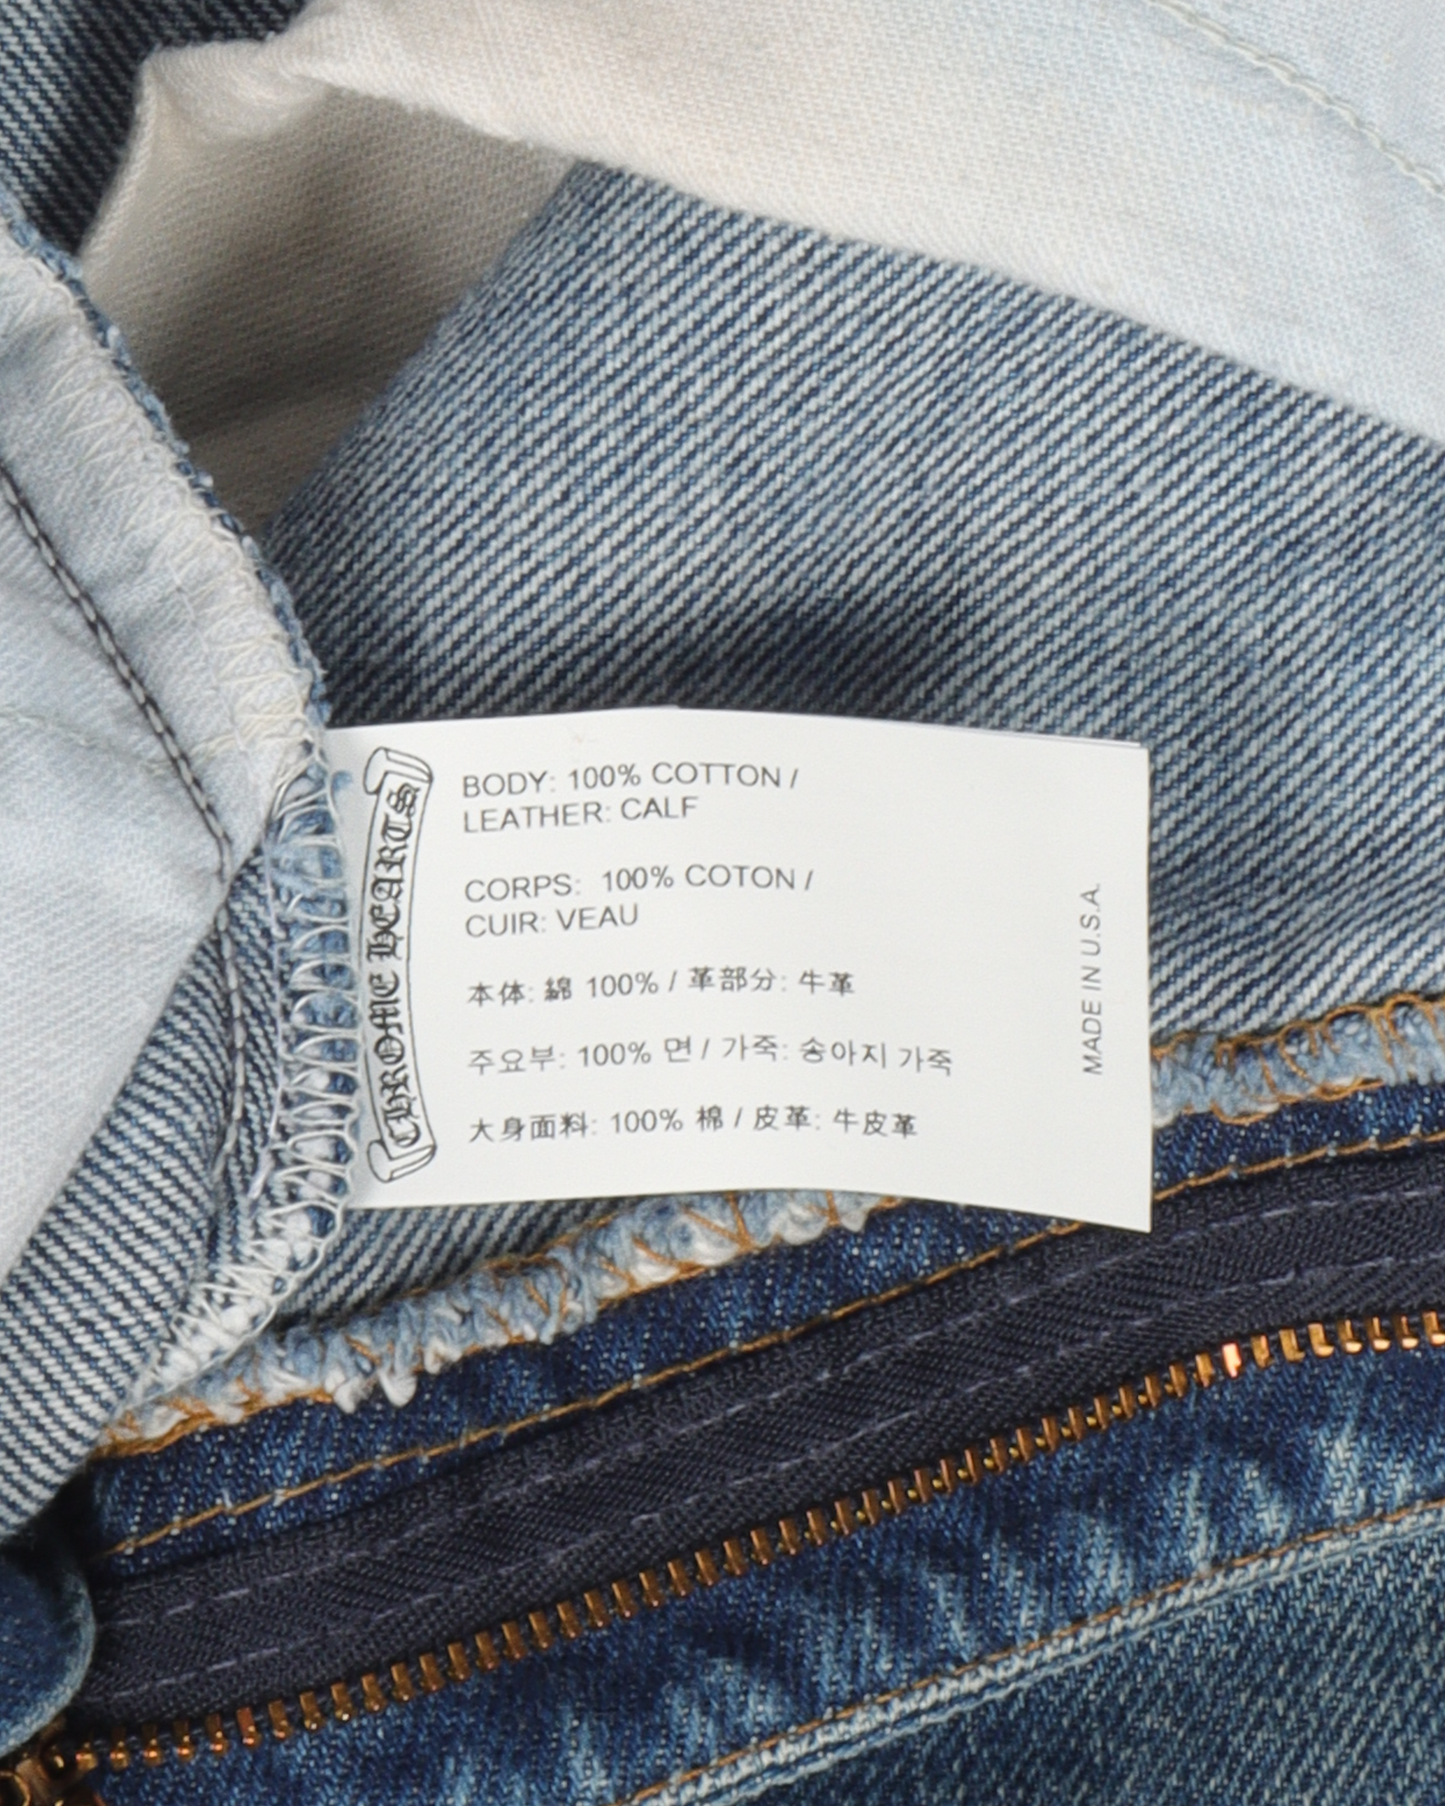 CHROME HEARTS
BODY: 100% COTTON /
LEATHER: CALF
CORPS: 100% COTON /
CUIR: VEAU
本体: 綿 100% / 革部分: 牛革
주요부: 100% 면 / 가죽: 송아지 가죽
大身面料: 100% 棉 / 皮革: 牛皮革
MADE IN U.S.A.